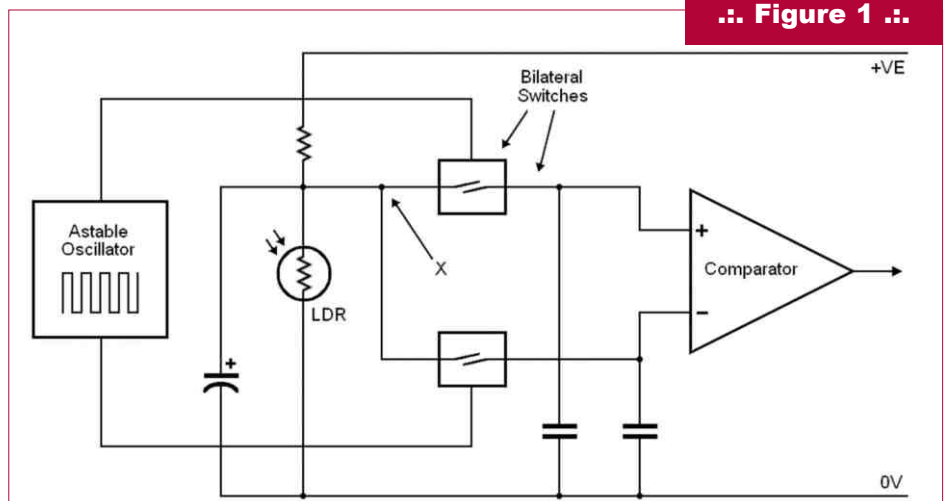 .:. Figure 1 .:.
+VE
Bilateral
Switches
Astable
Oscillator
X
LDR
+
+
Comparator
−
0V